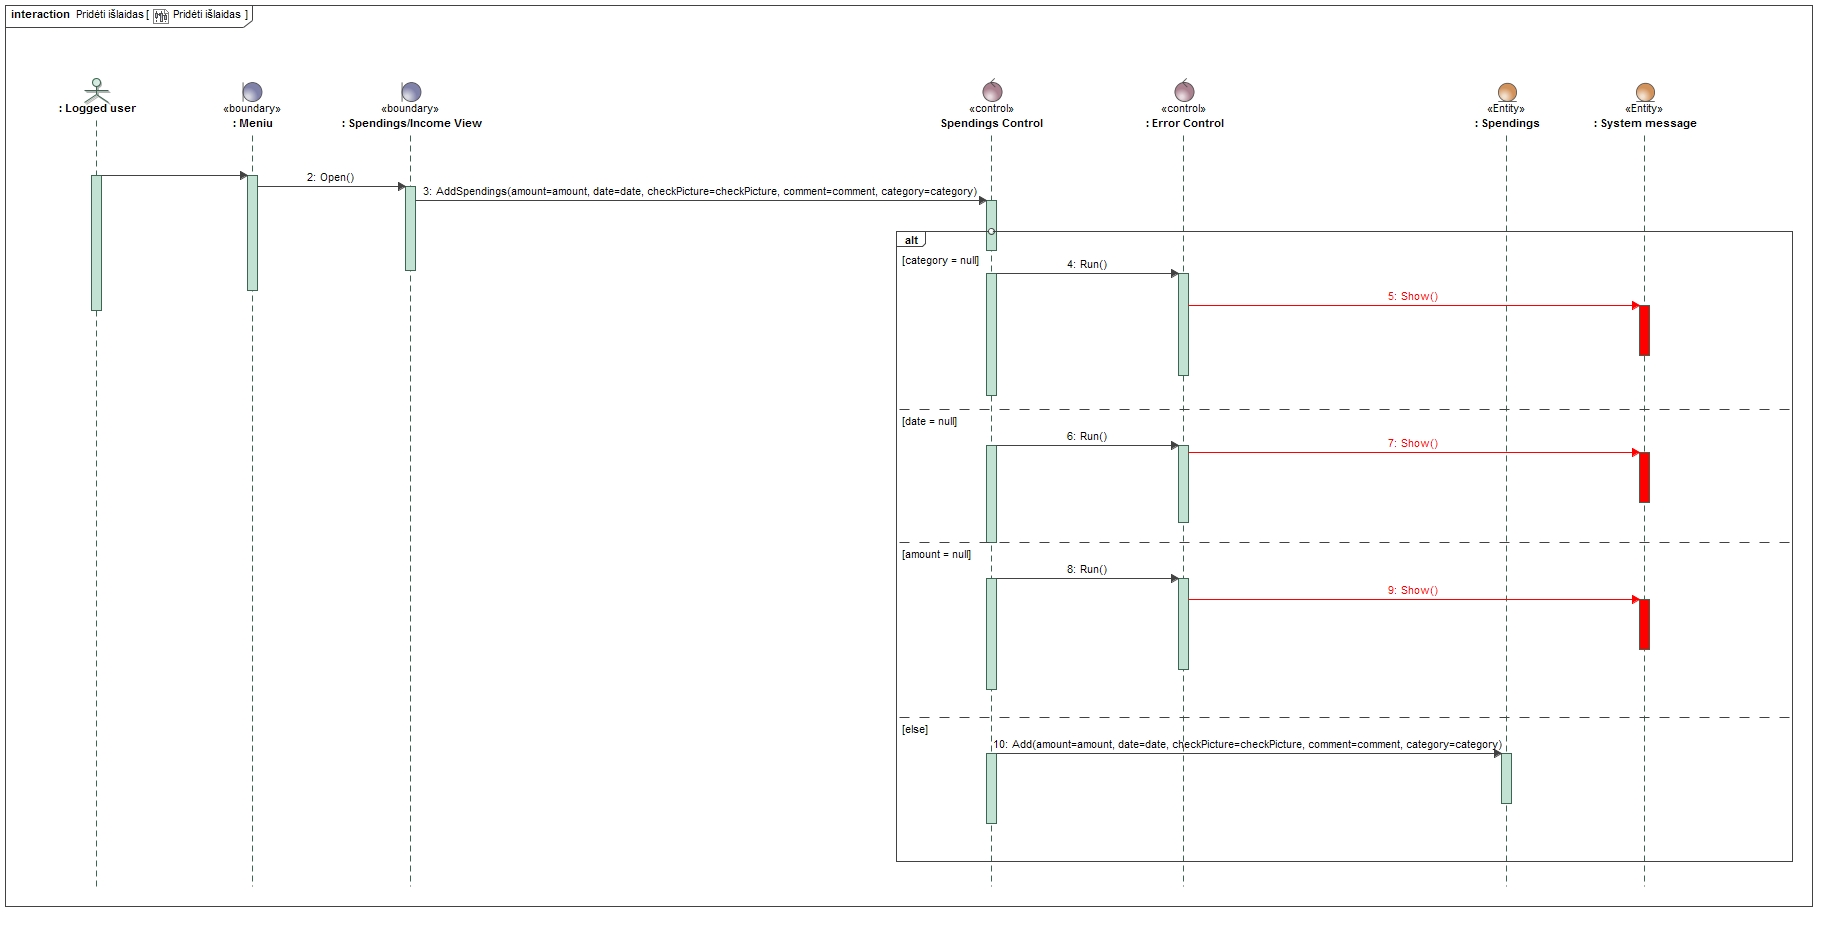 interaction Pridėti išlaidas [ Pridėti išlaidas ]
: Logged user
«boundary»
: Meniu
«boundary»
: Spendings/Income View
«control»
Spendings Control
«control»
: Error Control
«Entity»
: Spendings
«Entity»
: System message
2: Open()
3: AddSpendings(amount=amount, date=date, checkPicture=checkPicture, comment=comment, category=category)
alt
[category = null]
4: Run()
5: Show()
[date = null]
6: Run()
7: Show()
[amount = null]
8: Run()
9: Show()
[else]
10: Add(amount=amount, date=date, checkPicture=checkPicture, comment=comment, category=category)